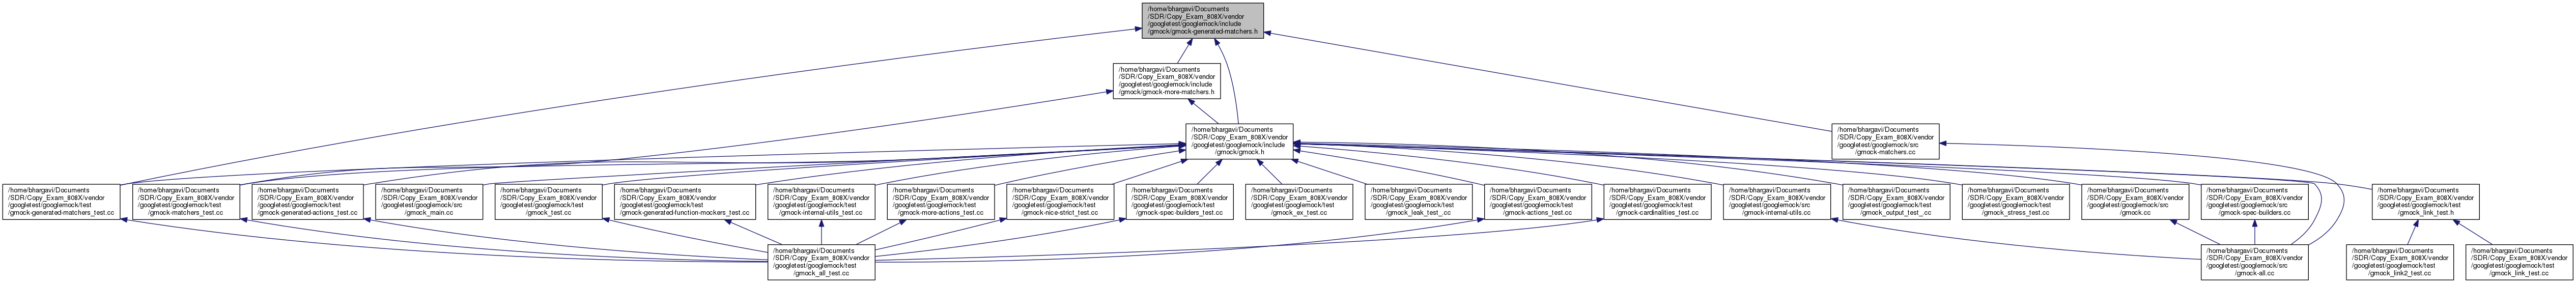 /home/bhargavi/Documents
/SDR/Copy_Exam_808X/vendor
/googletest/googlemock/include
/gmock/gmock-generated-matchers.h
/home/bhargavi/Documents
/SDR/Copy_Exam_808X/vendor
/googletest/googlemock/include
/gmock/gmock-more-matchers.h
/home/bhargavi/Documents
/SDR/Copy_Exam_808X/vendor
/googletest/googlemock/include
/gmock/gmock.h
/home/bhargavi/Documents
/SDR/Copy_Exam_808X/vendor
/googletest/googlemock/src
/gmock-matchers.cc
/home/bhargavi/Documents
/SDR/Copy_Exam_808X/vendor
/googletest/googlemock/test
/gmock-generated-matchers_test.cc
/home/bhargavi/Documents
/SDR/Copy_Exam_808X/vendor
/googletest/googlemock/test
/gmock-matchers_test.cc
/home/bhargavi/Documents
/SDR/Copy_Exam_808X/vendor
/googletest/googlemock/test
/gmock-generated-actions_test.cc
/home/bhargavi/Documents
/SDR/Copy_Exam_808X/vendor
/googletest/googlemock/src
/gmock_main.cc
/home/bhargavi/Documents
/SDR/Copy_Exam_808X/vendor
/googletest/googlemock/test
/gmock_test.cc
/home/bhargavi/Documents
/SDR/Copy_Exam_808X/vendor
/googletest/googlemock/test
/gmock-generated-function-mockers_test.cc
/home/bhargavi/Documents
/SDR/Copy_Exam_808X/vendor
/googletest/googlemock/test
/gmock-internal-utils_test.cc
/home/bhargavi/Documents
/SDR/Copy_Exam_808X/vendor
/googletest/googlemock/test
/gmock-more-actions_test.cc
/home/bhargavi/Documents
/SDR/Copy_Exam_808X/vendor
/googletest/googlemock/test
/gmock-nice-strict_test.cc
/home/bhargavi/Documents
/SDR/Copy_Exam_808X/vendor
/googletest/googlemock/test
/gmock-spec-builders_test.cc
/home/bhargavi/Documents
/SDR/Copy_Exam_808X/vendor
/googletest/googlemock/test
/gmock_ex_test.cc
/home/bhargavi/Documents
/SDR/Copy_Exam_808X/vendor
/googletest/googlemock/test
/gmock_leak_test_.cc
/home/bhargavi/Documents
/SDR/Copy_Exam_808X/vendor
/googletest/googlemock/test
/gmock-actions_test.cc
/home/bhargavi/Documents
/SDR/Copy_Exam_808X/vendor
/googletest/googlemock/test
/gmock-cardinalities_test.cc
/home/bhargavi/Documents
/SDR/Copy_Exam_808X/vendor
/googletest/googlemock/src
/gmock-internal-utils.cc
/home/bhargavi/Documents
/SDR/Copy_Exam_808X/vendor
/googletest/googlemock/test
/gmock_output_test_.cc
/home/bhargavi/Documents
/SDR/Copy_Exam_808X/vendor
/googletest/googlemock/test
/gmock_stress_test.cc
/home/bhargavi/Documents
/SDR/Copy_Exam_808X/vendor
/googletest/googlemock/src
/gmock.cc
/home/bhargavi/Documents
/SDR/Copy_Exam_808X/vendor
/googletest/googlemock/src
/gmock-spec-builders.cc
/home/bhargavi/Documents
/SDR/Copy_Exam_808X/vendor
/googletest/googlemock/test
/gmock_link_test.h
/home/bhargavi/Documents
/SDR/Copy_Exam_808X/vendor
/googletest/googlemock/test
/gmock_all_test.cc
/home/bhargavi/Documents
/SDR/Copy_Exam_808X/vendor
/googletest/googlemock/src
/gmock-all.cc
/home/bhargavi/Documents
/SDR/Copy_Exam_808X/vendor
/googletest/googlemock/test
/gmock_link2_test.cc
/home/bhargavi/Documents
/SDR/Copy_Exam_808X/vendor
/googletest/googlemock/test
/gmock_link_test.cc